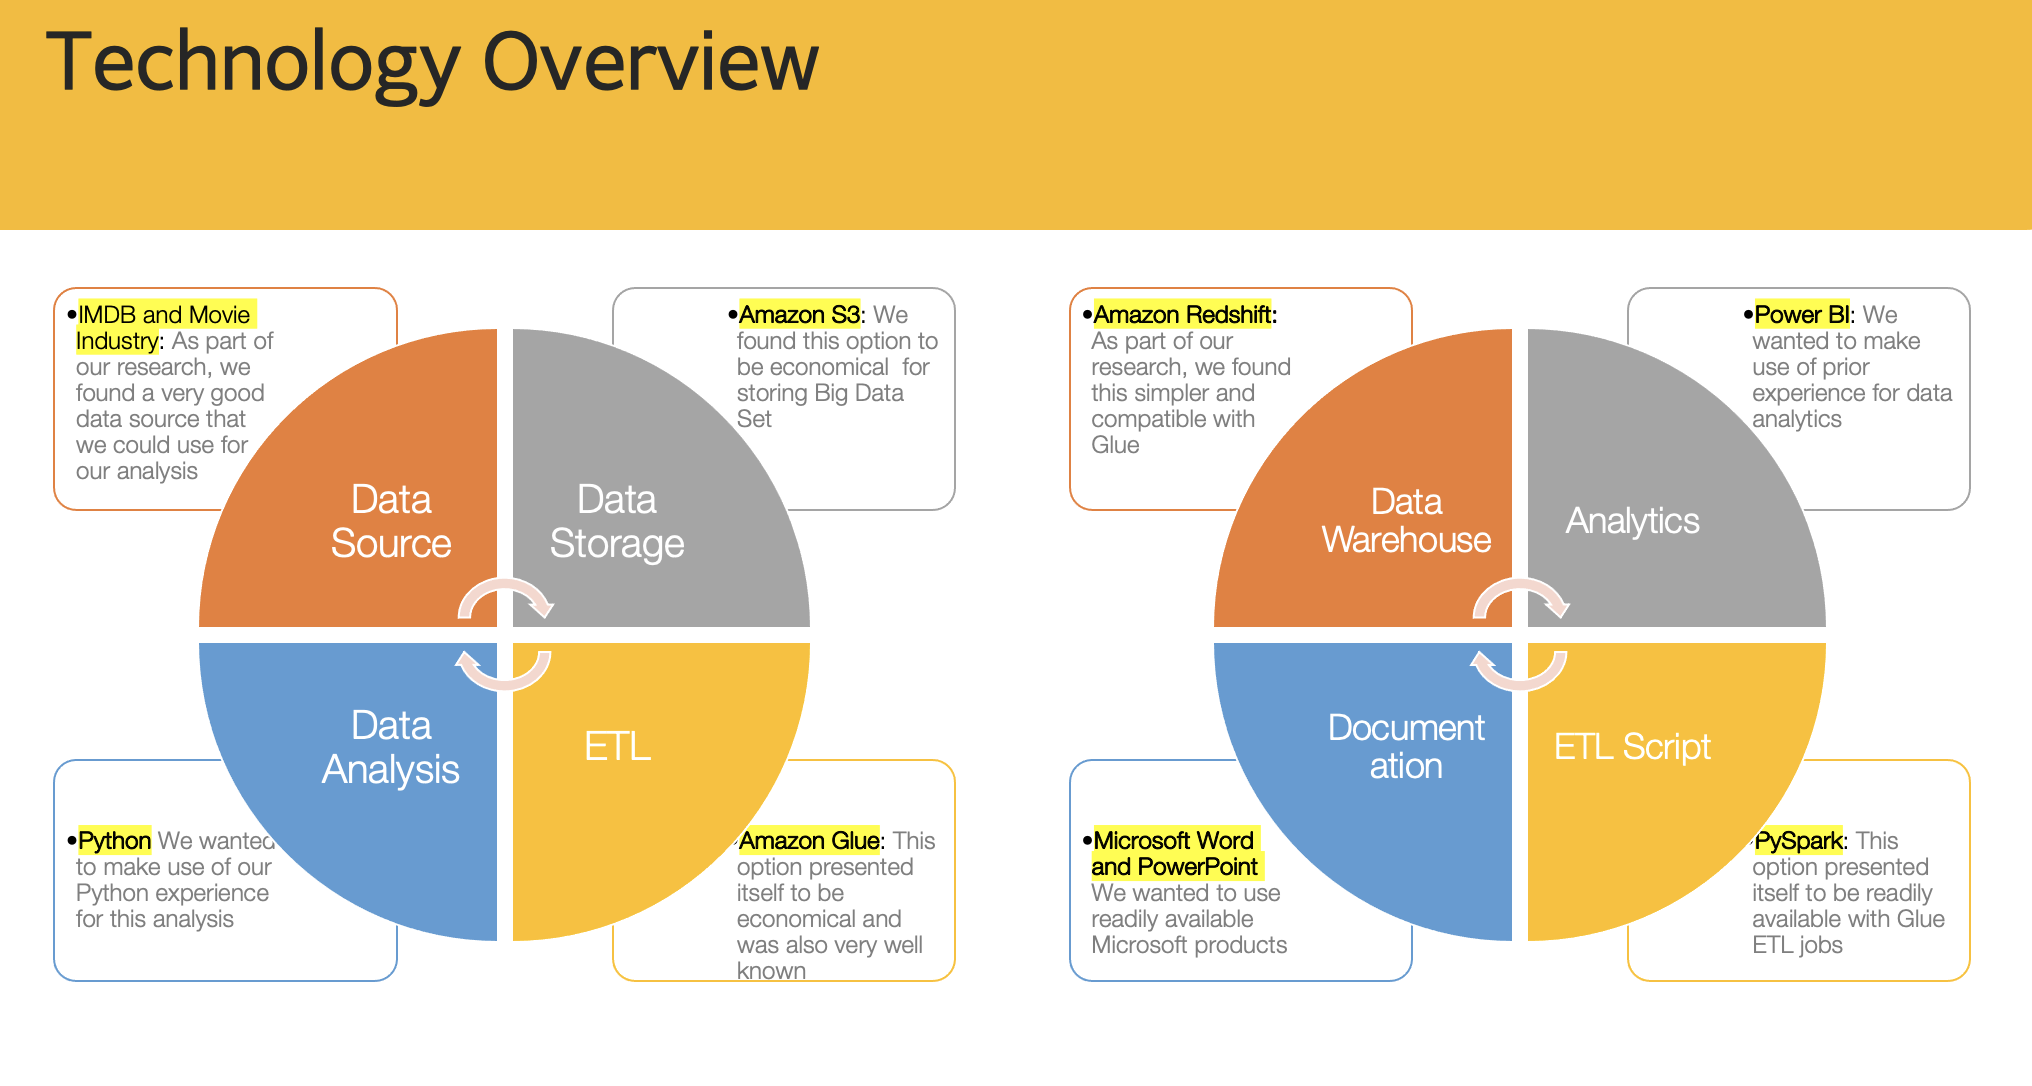 Technology Overview
•IMDB and Movie
Industry: As part of
our research, we
found a very good
data source that
we could use for
our analysis
•Amazon S3: We
found this option to
be economical  for
storing Big Data
Set
Data
Source
Data
Storage
Data
Analysis
ETL
•Python We wanted
to make use of our
Python experience
for this analysis
Amazon Glue: This
option presented
itself to be
economical and
was also very well
known
•Amazon Redshift:
As part of our
research, we found
this simpler and
compatible with
Glue
•Power BI: We
wanted to make
use of prior
experience for data
analytics
Data
Warehouse
Analytics
Document
ation
ETL Script
•Microsoft Word
and PowerPoint
We wanted to use
readily available
Microsoft products
PySpark: This
option presented
itself to be readily
available with Glue
ETL jobs